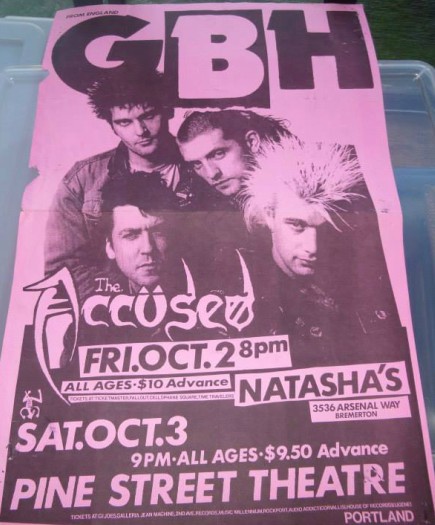 FROM ENGLAND
GBH
The
Accüsed
FRI.OCT.2 8pm
ALL AGES·$10 Advance
NATASHA'S
3536 ARSENAL WAY
BREMERTON
SAT.OCT.3
9PM·ALL AGES·$9.50 Advance
PINE STREET THEATRE
PORTLAND